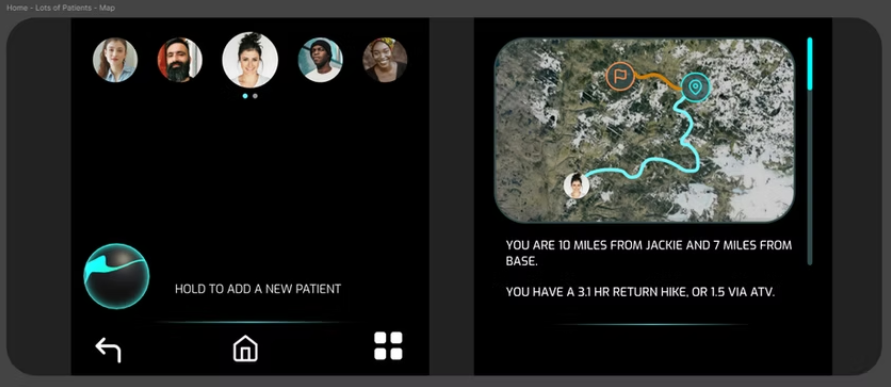 Home - Lots of Patients - Map
HOLD TO ADD A NEW PATIENT
YOU ARE 10 MILES FROM JACKIE AND 7 MILES FROM
BASE.
YOU HAVE A 3.1 HR RETURN HIKE, OR 1.5 VIA ATV.